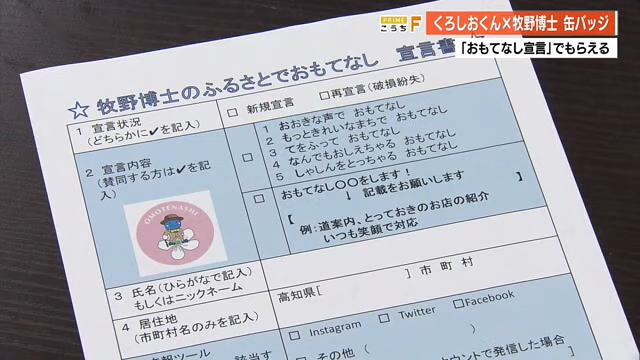 PRIME
こうち
F
くろしおくん×牧野博士 缶バッジ
「おもてなし宣言」でもらえる
☆ 牧野博士のふるさとでおもてなし 宣言書
1 宣言状況
(どちらかに✔を記入)
□ 新規宣言 □再宣言(破損紛失)
2 宣言内容
(賛同する方は✔を記
入)
□
1 おおきな声で おもてなし
2 もっときれいなまちで おもてなし
3 てをふって おもてなし
4 なんでもおしえちゃる おもてなし
5 しゃしんをとっちゃる おもてなし
OMOTENASHI
□
おもてなし〇〇をします!
↓ 記載をお願いします
【 】
例:道案内、とっておきのお店の紹介
いつも笑顔で対応
3 氏名(ひらがなで記入)
もしくはニックネーム
4 居住地
(市町村名のみを記入)
高知県[ ]市 町 村
□ Instagram □ Twitter □Facebook
□ その他( )